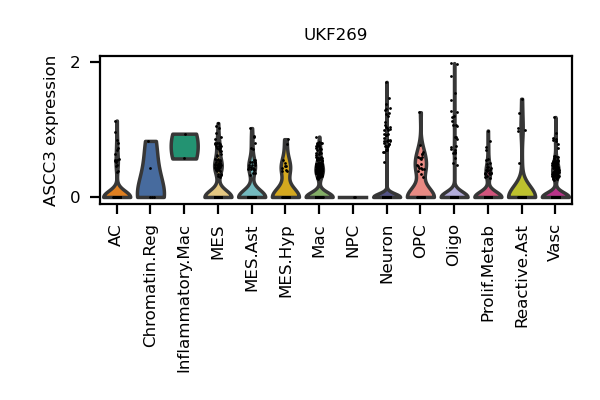 UKF269
ASCC3 expression
2
0
AC
Chromatin.Reg
Inflammatory.Mac
MES
MES.Ast
MES.Hyp
Mac
NPC
Neuron
OPC
Oligo
Prolif.Metab
Reactive.Ast
Vasc